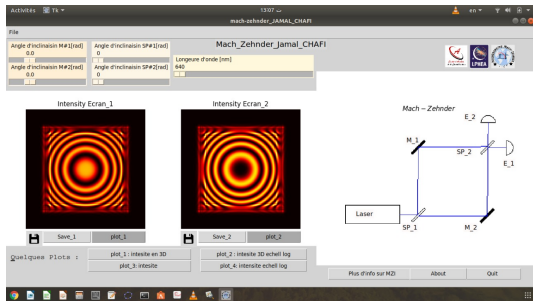 Activités Tk ▾ 13:07 ت en ▾
mach-zehnder_JAMAL_CHAFI
File
Mach_Zehnder_Jamal_CHAFI
Angle d'inclinaisin M#1[rad] Angle d'inclinaisin SP#1[rad]
0.0 0
Longeure d'onde [nm]
640
Angle d'inclinaisin M#2[rad] Angle d'inclinaisin SP#2[rad]
0.0 0
LPHEA
Intensity Ecran_1 Intensity Ecran_2
Save_1 plot_1 Save_2 plot_2
Quelques Plots :
plot_1 : intesite en 3D plot_2 : intesite 3D echell log
plot_3: intesite plot_4: intensite echell log
Mach – Zehnder
E_2
M_1
SP_2
E_1
Laser
SP_1
M_2
Plus d'info sur MZI About Quit